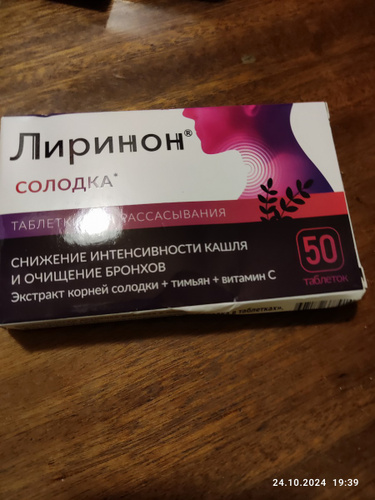 Лиринон®
СОЛОДКА*
ТАБЛЕТКИ РАССАСЫВАНИЯ
СНИЖЕНИЕ ИНТЕНСИВНОСТИ КАШЛЯ
И ОЧИЩЕНИЕ БРОНХОВ
Экстракт корней солодки + тимьян + витамин С
50
таблеток
в таблетках.
24.10.2024 19:39